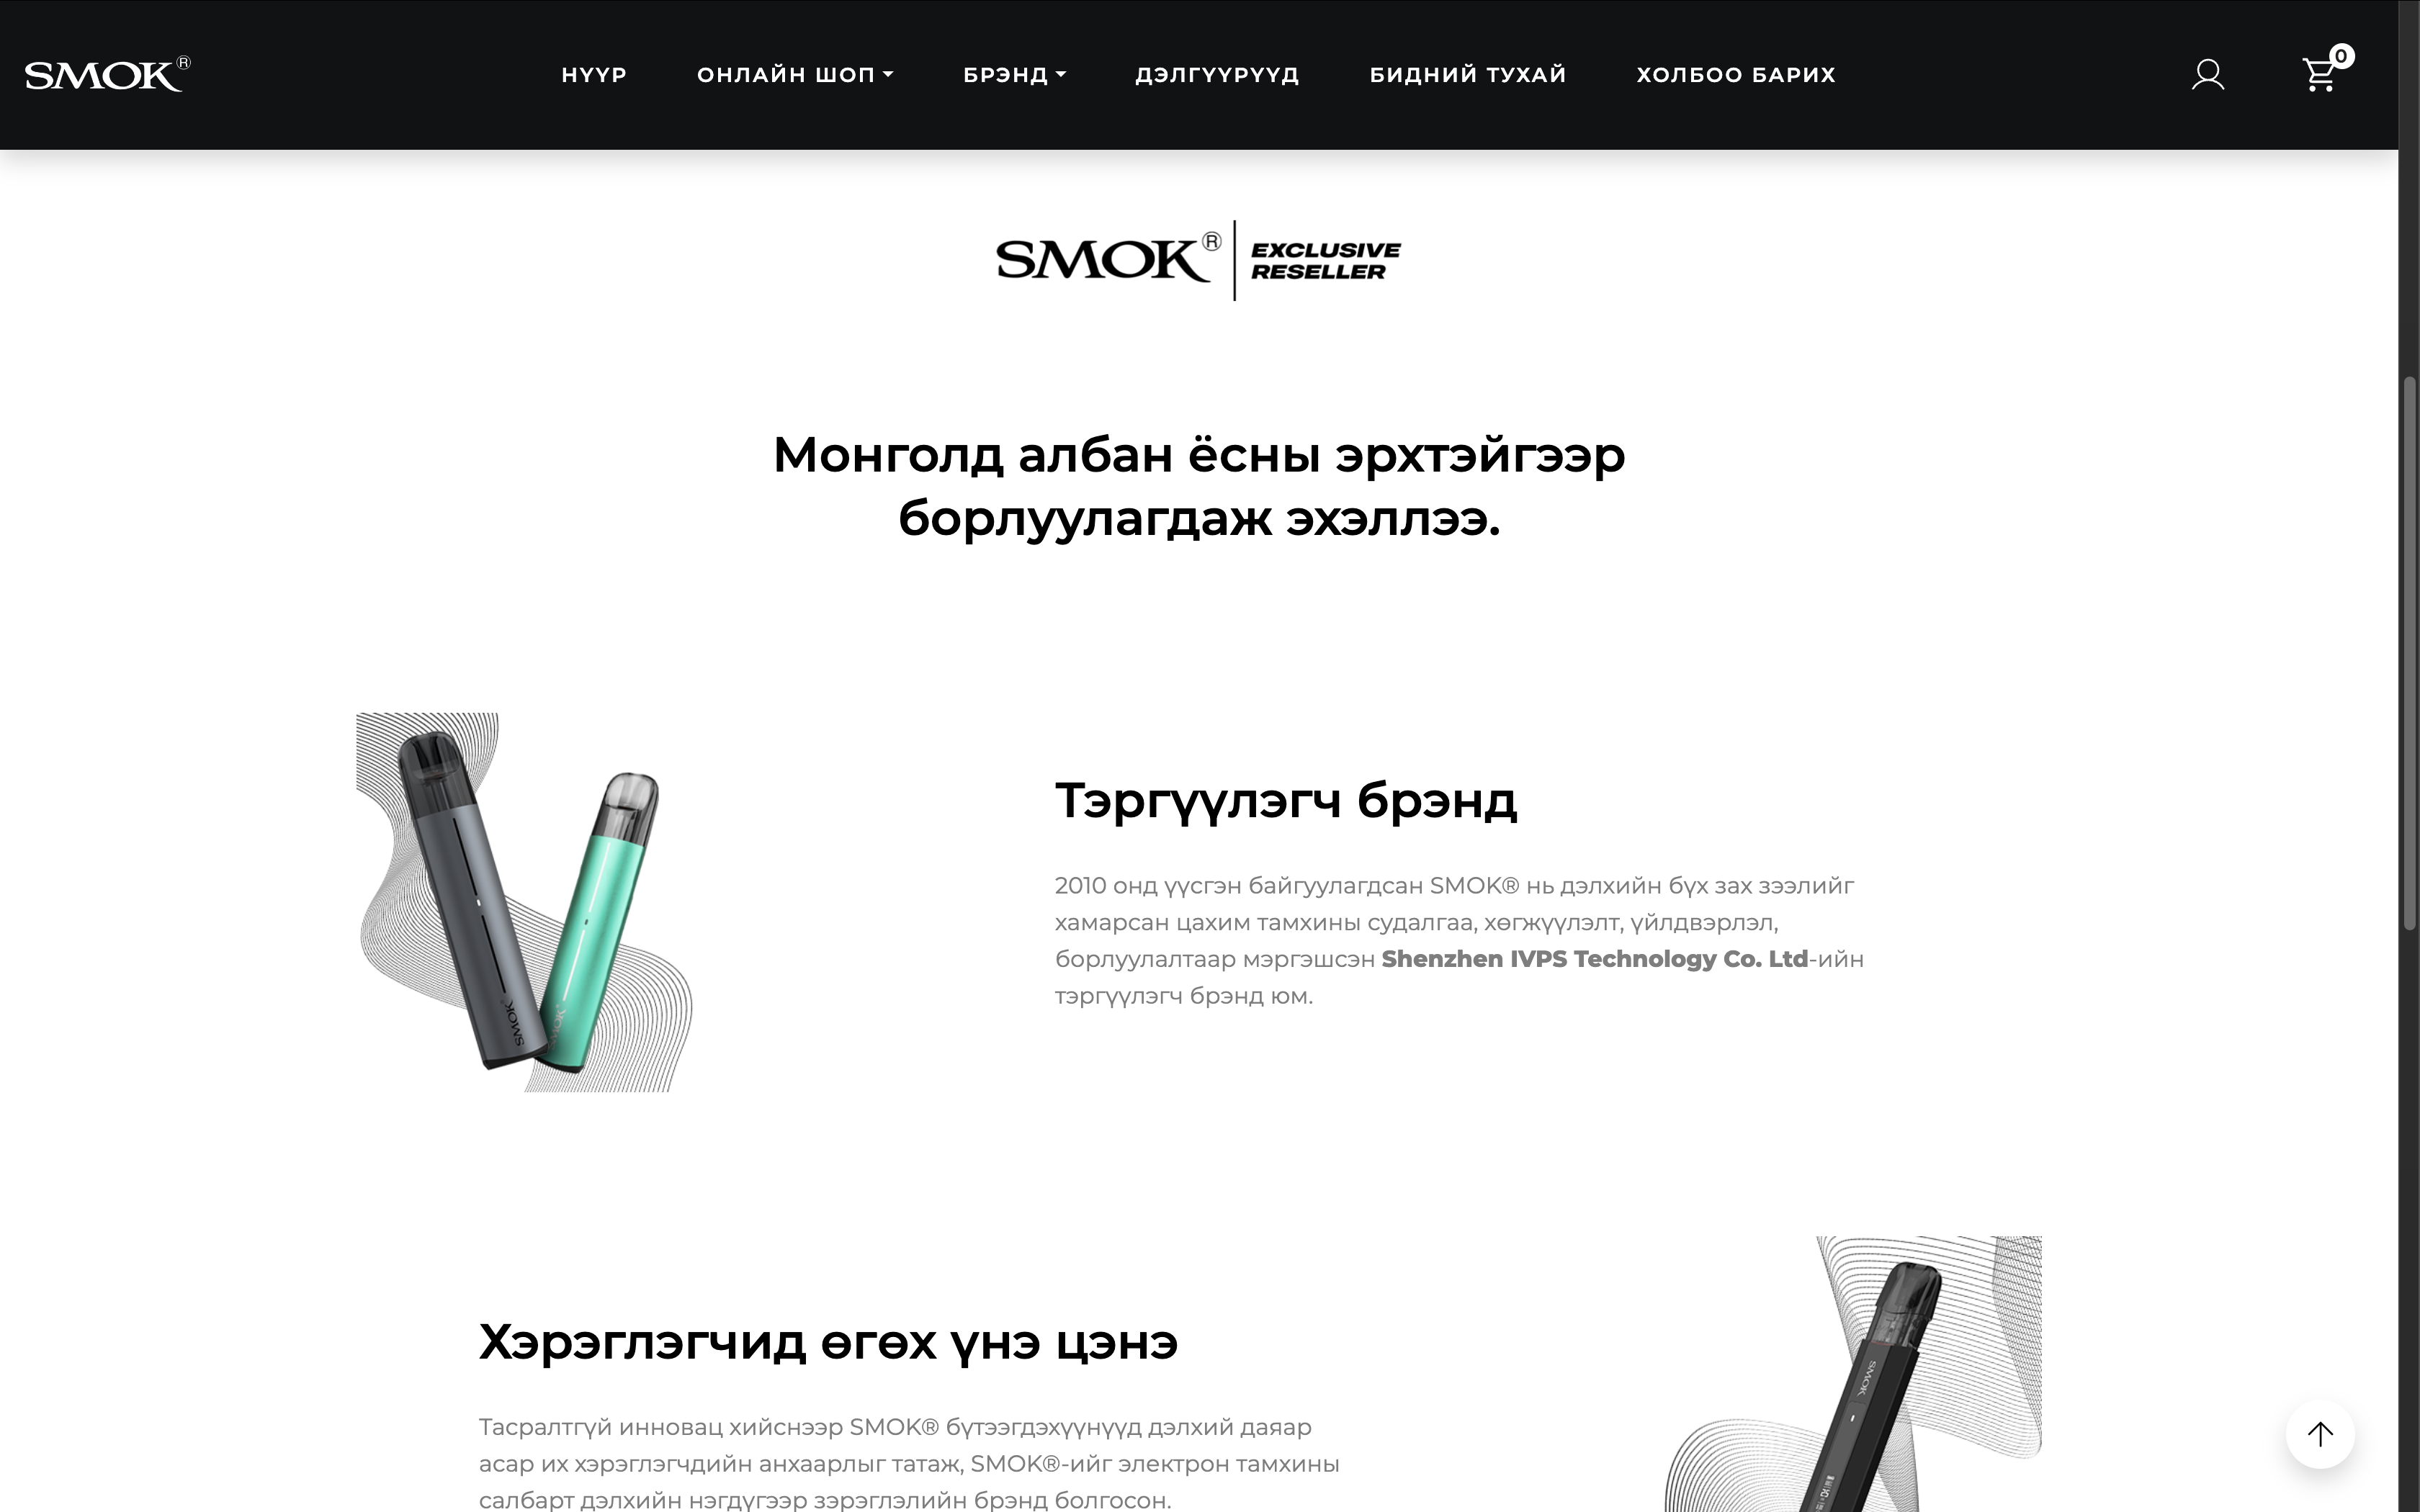 SMOK®
НҮҮР
ОНЛАЙН ШОП
БРЭНД
ДЭЛГҮҮРҮҮД
БИДНИЙ ТУХАЙ
ХОЛБОО БАРИХ
0
SMOK®
EXCLUSIVE
RESELLER
Монголд албан ёсны эрхтэйгээр
борлуулагдаж эхэллээ.
SMOK
SMOK
Тэргүүлэгч брэнд
2010 онд үүсгэн байгуулагдсан SMOK® нь дэлхийн бүх зах зээлийг
хамарсан цахим тамхины судалгаа, хөгжүүлэлт, үйлдвэрлэл,
борлуулалтаар мэргэшсэн Shenzhen IVPS Technology Co. Ltd-ийн
тэргүүлэгч брэнд юм.
Хэрэглэгчид өгөх үнэ цэнэ
Тасралтгүй инновац хийснээр SMOK® бүтээгдэхүүнүүд дэлхий даяар
асар их хэрэглэгчдийн анхаарлыг татаж, SMOK®-ийг электрон тамхины
салбарт дэлхийн нэгдүгээр зэрэглэлийн брэнд болгосон.
SMOK